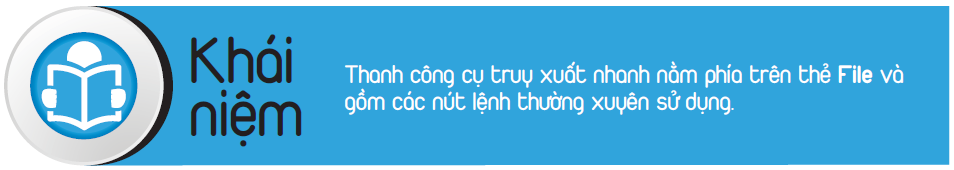 Khái
niệm
Thanh công cụ truy xuất nhanh nằm phía trên thẻ File và
gồm các nút lệnh thường xuyên sử dụng.